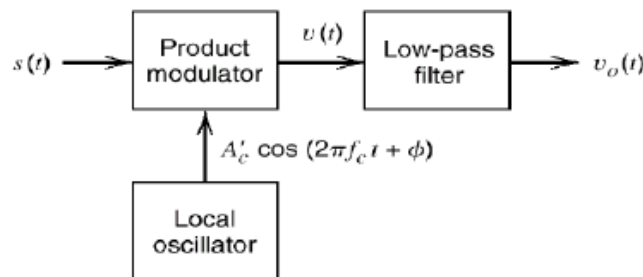 s(t)
Product
modulator
v(t)
Low-pass
filter
v_o(t)
A'_c cos (2πf_c t + φ)
Local
oscillator